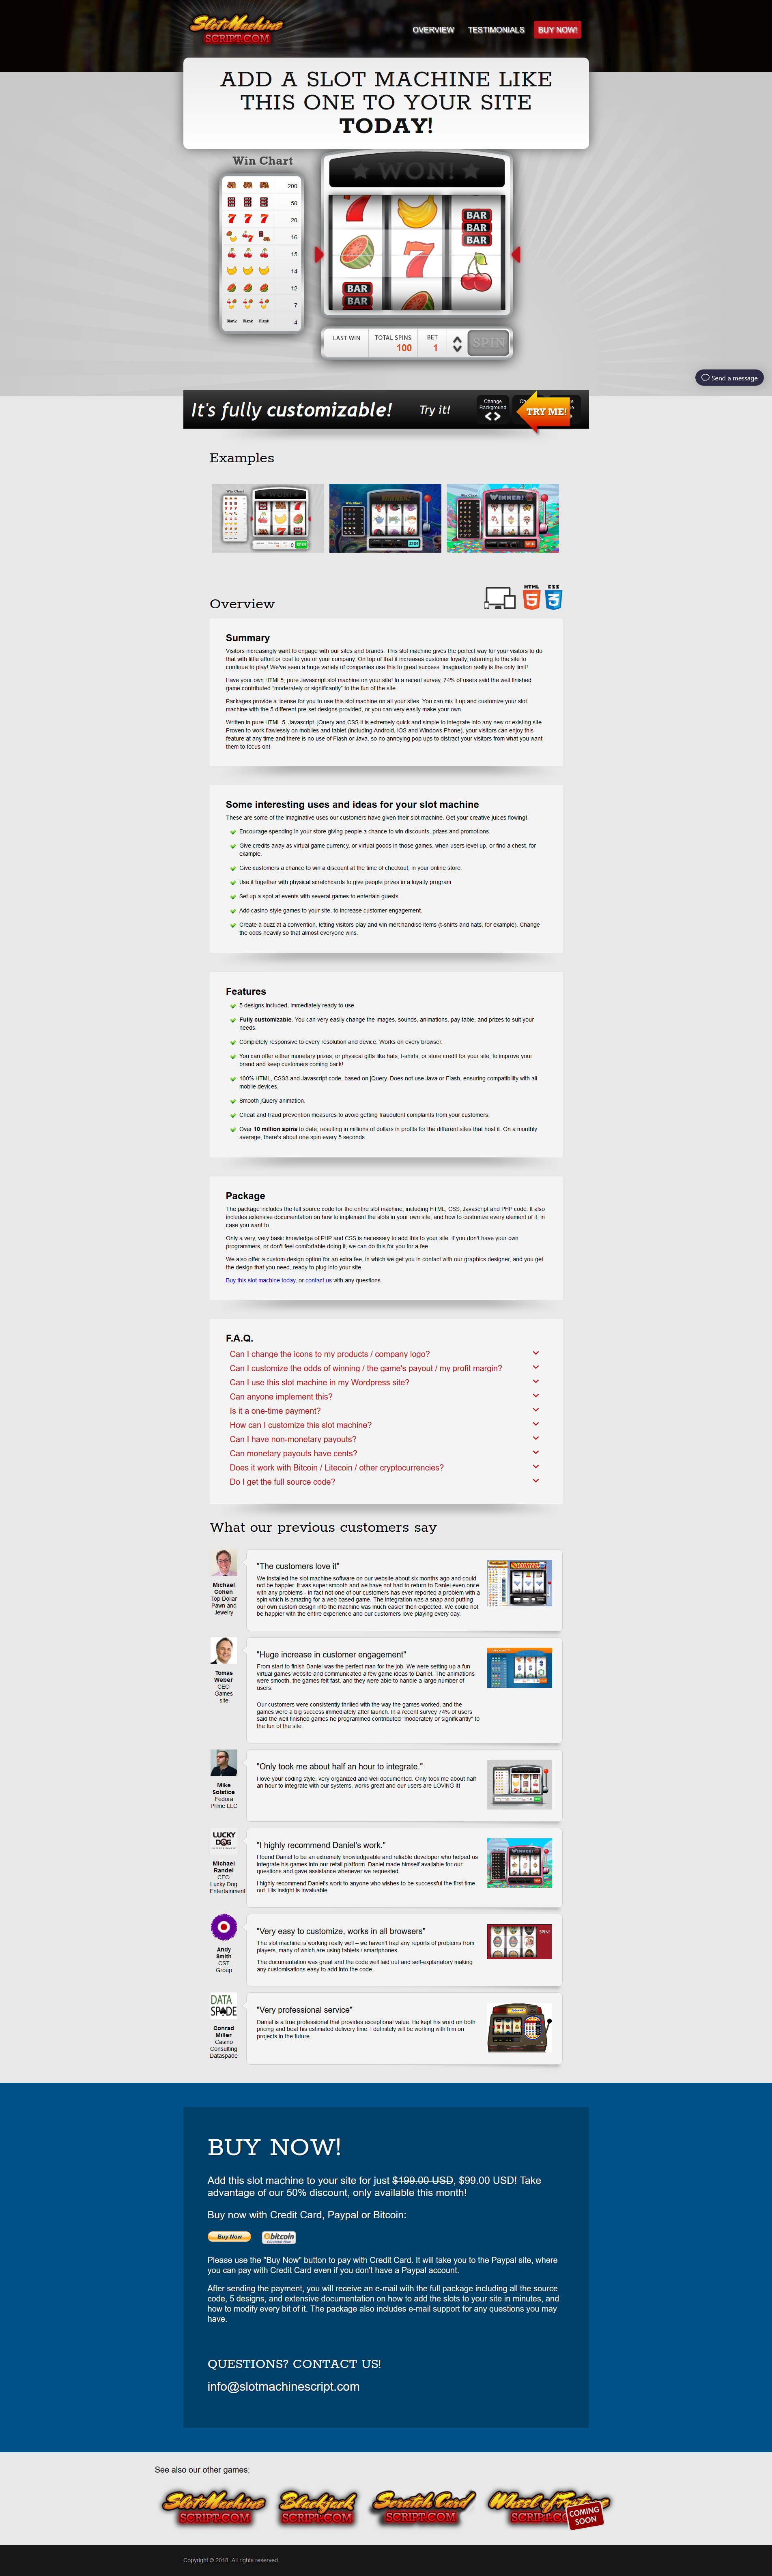 Slot Machine
SCRIPT.COM
OVERVIEW TESTIMONIALS BUY NOW!
ADD A SLOT MACHINE LIKE
THIS ONE TO YOUR SITE
TODAY!
Win Chart
200
50
20
16
15
14
12
7
Blank Blank Blank 4
WON!
BAR
BAR
BAR
BAR
BAR
LAST WIN TOTAL SPINS BET
100 1
SPIN
Send a message
It's fully customizable! Try it!
Change
Background
TRY ME!
Examples
Overview
HTML CSS
Summary
Visitors increasingly want to engage with our sites and brands. This slot machine gives the perfect way for your visitors to do
that with little effort or cost to you or your company. On top of that it increases customer loyalty, returning to the site to
continue to play! We've seen a huge variety of companies use this to great success. Imagination really is the only limit!
Have your own HTML5, pure Javascript slot machine on your site! In a recent survey, 74% of users said the well finished
game contributed "moderately or significantly" to the fun of the site.
Packages provide a license for you to use this slot machine on all your sites. You can mix it up and customize your slot
machine with the 5 different pre-set designs provided, or you can very easily make your own.
Written in pure HTML 5, Javascript, jQuery and CSS it is extremely quick and simple to integrate into any new or existing site.
Proven to work flawlessly on mobiles and tablet (including Android, iOS and Windows Phone), your visitors can enjoy this
feature at any time and there is no use of Flash or Java, so no annoying pop ups to distract your visitors from what you want
them to focus on!
Some interesting uses and ideas for your slot machine
These are some of the imaginative uses our customers have given their slot machine. Get your creative juices flowing!
Encourage spending in your store giving people a chance to win discounts, prizes and promotions.
Give credits away as virtual game currency, or virtual goods in those games, when users level up, or find a chest, for
example.
Give customers a chance to win a discount at the time of checkout, in your online store.
Use it together with physical scratchcards to give people prizes in a loyalty program.
Set up a spot at events with several games to entertain guests.
Add casino-style games to your site, to increase customer engagement.
Create a buzz at a convention, letting visitors play and win merchandise items (t-shirts and hats, for example). Change
the odds heavily so that almost everyone wins.
Features
5 designs included, immediately ready to use.
Fully customizable. You can very easily change the images, sounds, animations, pay table, and prizes to suit your
needs.
Completely responsive to every resolution and device. Works on every browser.
You can offer either monetary prizes, or physical gifts like hats, t-shirts, or store credit for your site, to improve your
brand and keep customers coming back!
100% HTML, CSS3 and Javascript code, based on jQuery. Does not use Java or Flash, ensuring compatibility with all
mobile devices.
Smooth jQuery animation.
Cheat and fraud prevention measures to avoid getting fraudulent complaints from your customers.
Over 10 million spins to date, resulting in millions of dollars in profits for the different sites that host it. On a monthly
average, there's about one spin every 5 seconds.
Package
The package includes the full source code for the entire slot machine, including HTML, CSS, Javascript and PHP code. It also
includes extensive documentation on how to implement the slots in your own site, and how to customize every element of it, in
case you want to.
Only a very, very basic knowledge of PHP and CSS is necessary to add this to your site. If you don't have your own
programmers, or don't feel comfortable doing it, we can do this for you for a fee.
We also offer a custom-design option for an extra fee, in which we get you in contact with our graphics designer, and you get
the design that you need, ready to plug into your site.
Buy this slot machine today, or contact us with any questions.
F.A.Q.
Can I change the icons to my products / company logo?
Can I customize the odds of winning / the game's payout / my profit margin?
Can I use this slot machine in my Wordpress site?
Can anyone implement this?
Is it a one-time payment?
How can I customize this slot machine?
Can I have non-monetary payouts?
Can monetary payouts have cents?
Does it work with Bitcoin / Litecoin / other cryptocurrencies?
Do I get the full source code?
What our previous customers say
Michael
Cohen
Top Dollar
Pawn and
Jewelry
"The customers love it"
We installed the slot machine software on our website about six months ago and could
not be happier. It was super smooth and we have not had to return to Daniel even once
with any problems - in fact not one of our customers has ever reported a problem with a
spin which is amazing for a web based game. The integration was a snap and putting
our own custom design into the machine was much easier then expected. We could not
be happier with the entire experience and our customers love playing every day.
Tomas
Weber
CEO
Games
site
"Huge increase in customer engagement"
From start to finish Daniel was the perfect man for the job. We were setting up a fun
virtual games website and communicated a few game ideas to Daniel. The animations
were smooth, the games felt fast, and they were able to handle a large number of
users.
Our customers were consistently thrilled with the way the games worked, and the
games were a big success immediately after launch. In a recent survey 74% of users
said the well finished games he programmed contributed "moderately or significantly" to
the fun of the site.
Mike
Solstice
Fedora
Prime LLC
"Only took me about half an hour to integrate."
I love your coding style, very organized and well documented. Only took me about half
an hour to integrate with our systems, works great and our users are LOVING it!
LUCKY
DOG
Michael
Randel
CEO
Lucky Dog
Entertainment
"I highly recommend Daniel's work."
I found Daniel to be an extremely knowledgeable and reliable developer who helped us
integrate his games into our retail platform. Daniel made himself available for our
questions and gave assistance whenever we requested.
I highly recommend Daniel's work to anyone who wishes to be successful the first time
out. His insight is invaluable.
Andy
Smith
CST
Group
"Very easy to customize, works in all browsers"
The slot machine is working really well – we haven't had any reports of problems from
players, many of which are using tablets / smartphones.
The documentation was great and the code well laid out and self-explanatory making
any customisations easy to add into the code.
SPIN!
DATA
SPADE
Conrad
Miller
Casino
Consulting
Dataspade
"Very professional service"
Daniel is a true professional that provides exceptional value. He kept his word on both
pricing and beat his estimated delivery time. I definitely will be working with him on
projects in the future.
BUY NOW!
Add this slot machine to your site for just $199.00 USD, $99.00 USD! Take
advantage of our 50% discount, only available this month!
Buy now with Credit Card, Paypal or Bitcoin:
Buy Now bitcoin
Please use the "Buy Now" button to pay with Credit Card. It will take you to the Paypal site, where
you can pay with Credit Card even if you don't have a Paypal account.
After sending the payment, you will receive an e-mail with the full package including all the source
code, 5 designs, and extensive documentation on how to add the slots to your site in minutes, and
how to modify every bit of it. The package also includes e-mail support for any questions you may
have.
QUESTIONS? CONTACT US!
info@slotmachinescript.com
See also our other games:
Slot Machine Blackjack Scratch Card Wheel of Fortune
SCRIPT.COM SCRIPT.COM SCRIPT.COM
COMING
SOON
Copyright © 2018. All rights reserved